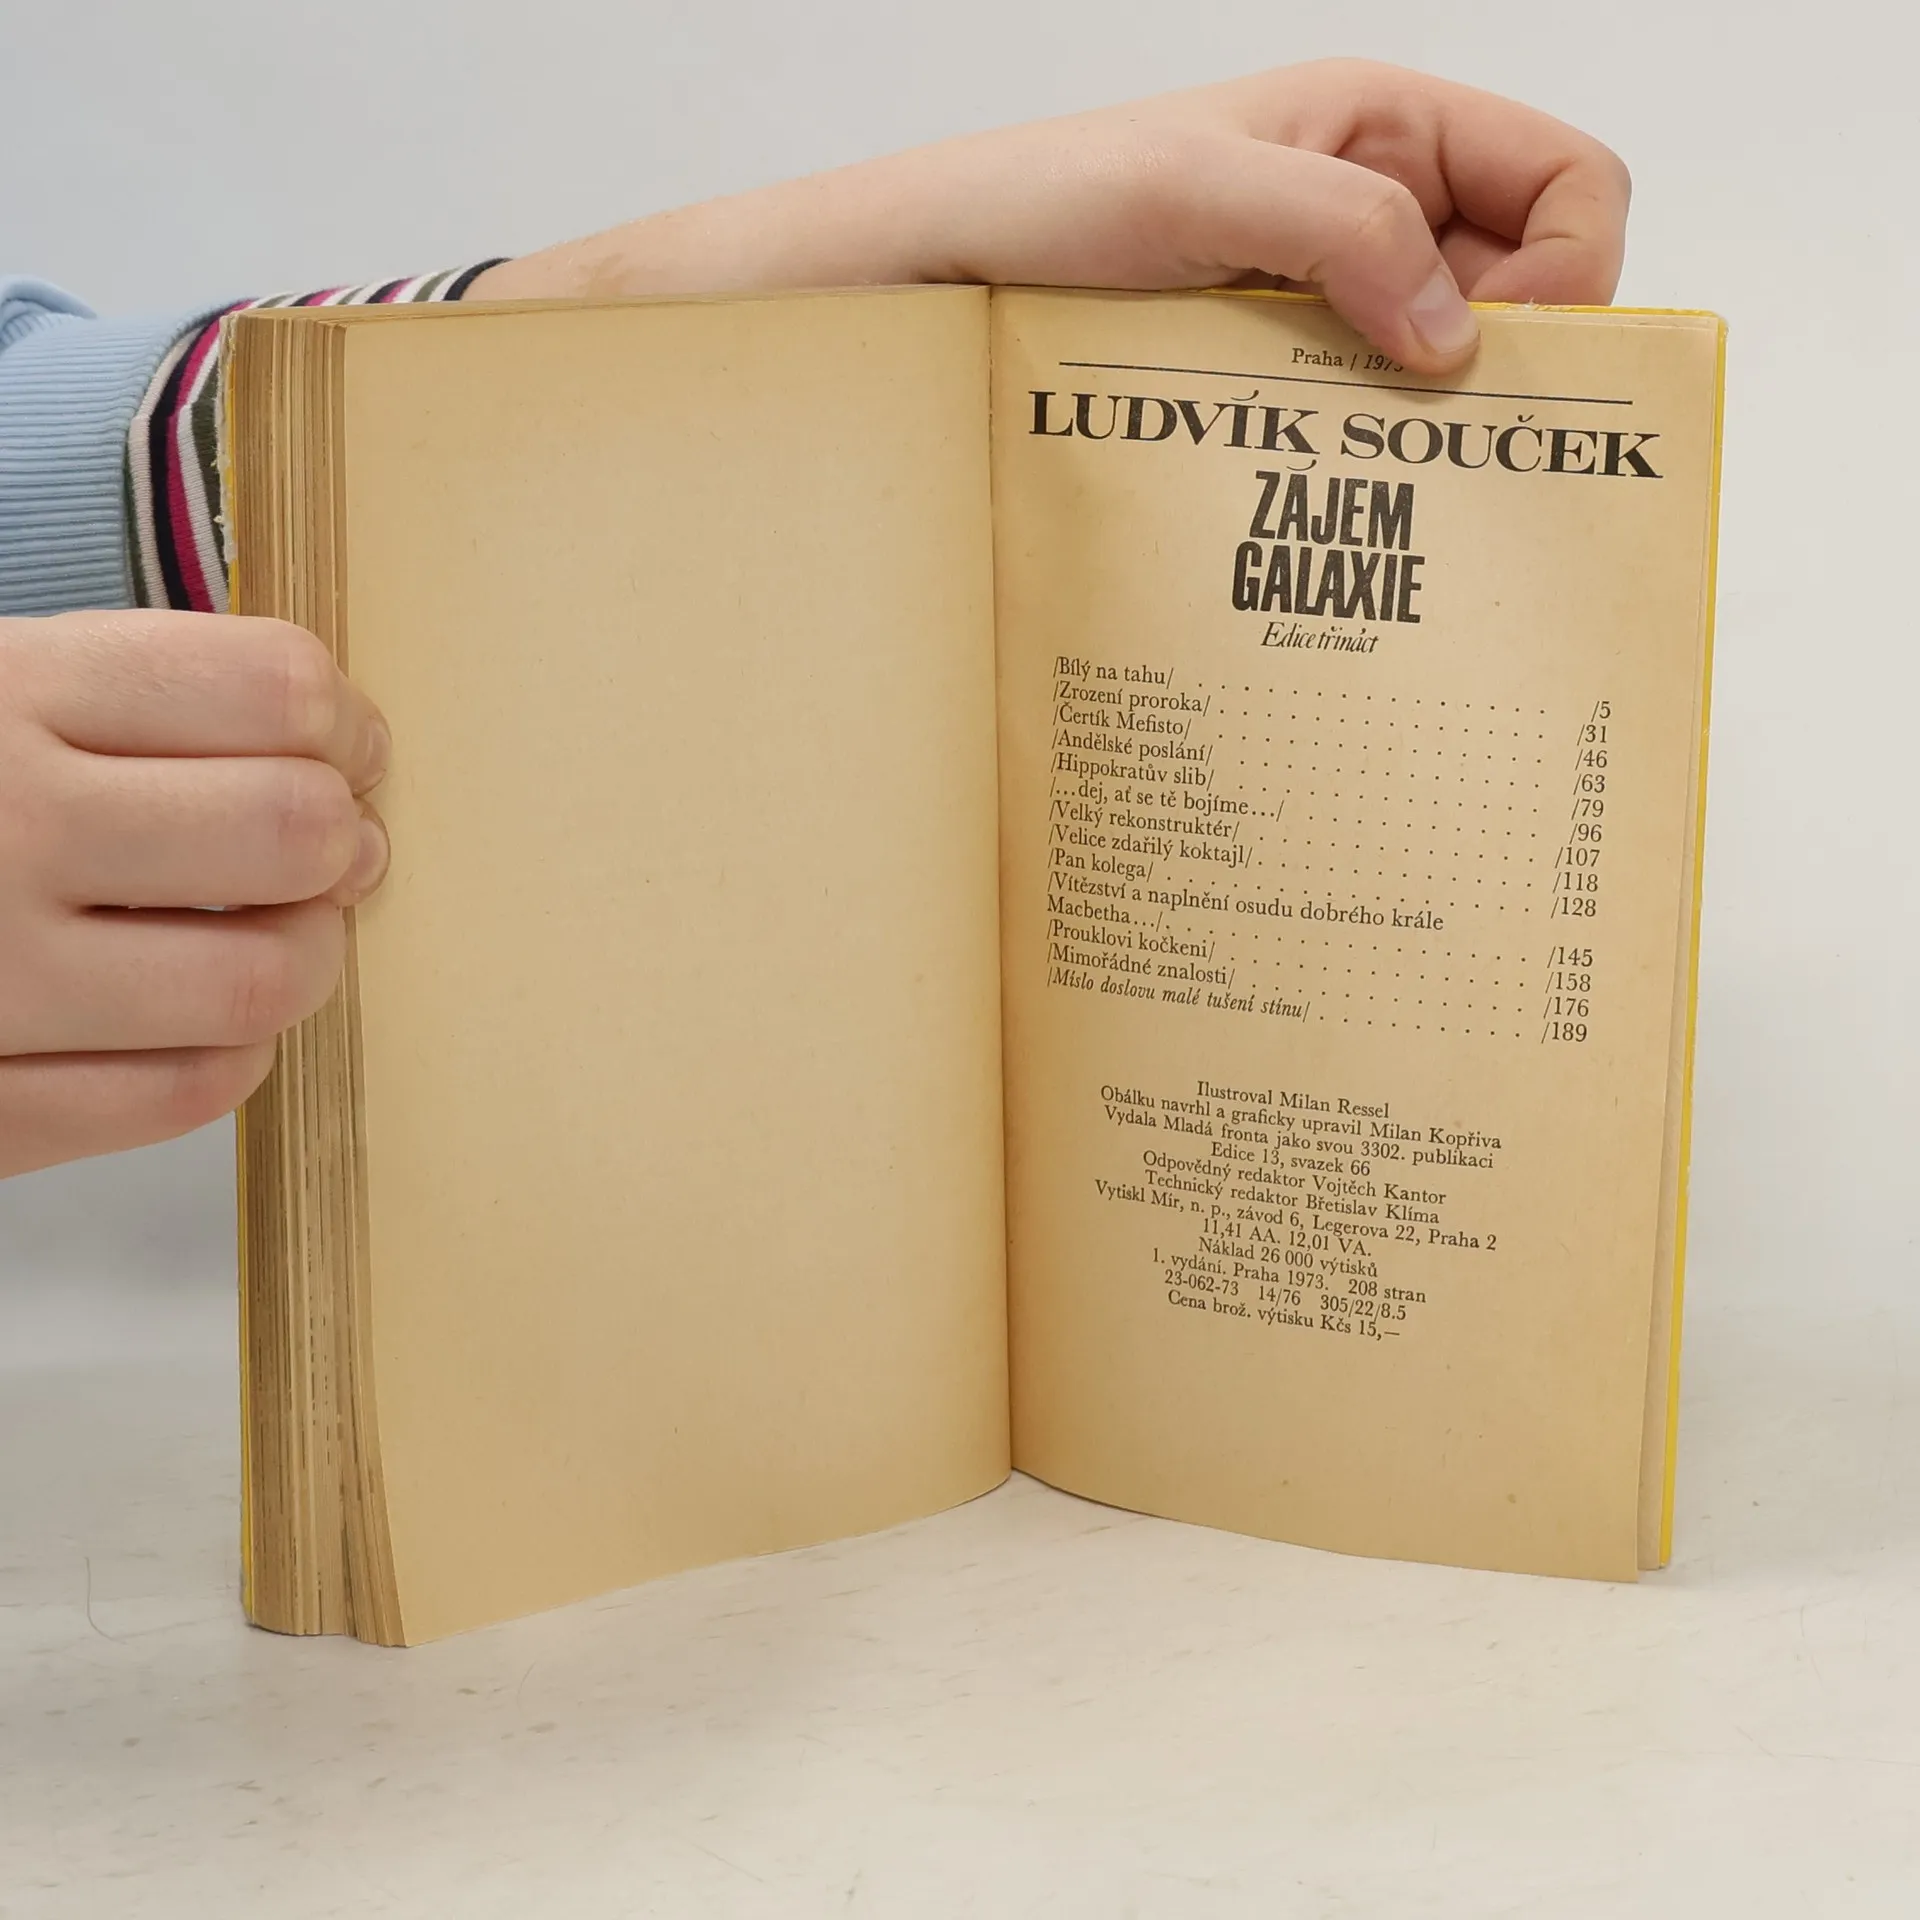 Praha / 1973
LUDVÍK SOUČEK
ZÁJEM
GALAXIE
Edice třináct
/Bílý na tahu/ . . . . . . . . . . . . . . /5
/Zrození proroka/ . . . . . . . . . . . . . . /31
/Čertík Mefisto/ . . . . . . . . . . . . . . /46
/Andělské poslání/ . . . . . . . . . . . . . /63
/Hippokratův slib/ . . . . . . . . . . . . . /79
/...dej, ať se tě bojíme.../ . . . . . . . . . . /96
/Velký rekonstruktér/ . . . . . . . . . . . . /107
/Velice zdařilý koktajl/ . . . . . . . . . . . . /118
/Pan kolega/ . . . . . . . . . . . . . . . /128
/Vítězství a naplnění osudu dobrého krále
Macbetha.../ . . . . . . . . . . . . . . . /145
/Prouklovi kočkeni/ . . . . . . . . . . . . . /158
/Mimořádné znalosti/ . . . . . . . . . . . . /176
/Místo doslovu malé tušení stínu/ . . . . . . . . . /189
Ilustroval Milan Ressel
Obálku navrhl a graficky upravil Milan Kopřiva
Vydala Mladá fronta jako svou 3302. publikaci
Edice 13, svazek 66
Odpovědný redaktor Vojtěch Kantor
Technický redaktor Břetislav Klíma
Vytiskl Mír, n. p., závod 6, Legerova 22, Praha 2
11,41 AA. 12,01 VA.
Náklad 26 000 výtisků
1. vydání. Praha 1973. 208 stran
23-062-73 14/76 305/22/8.5
Cena brož. výtisku Kčs 15,—